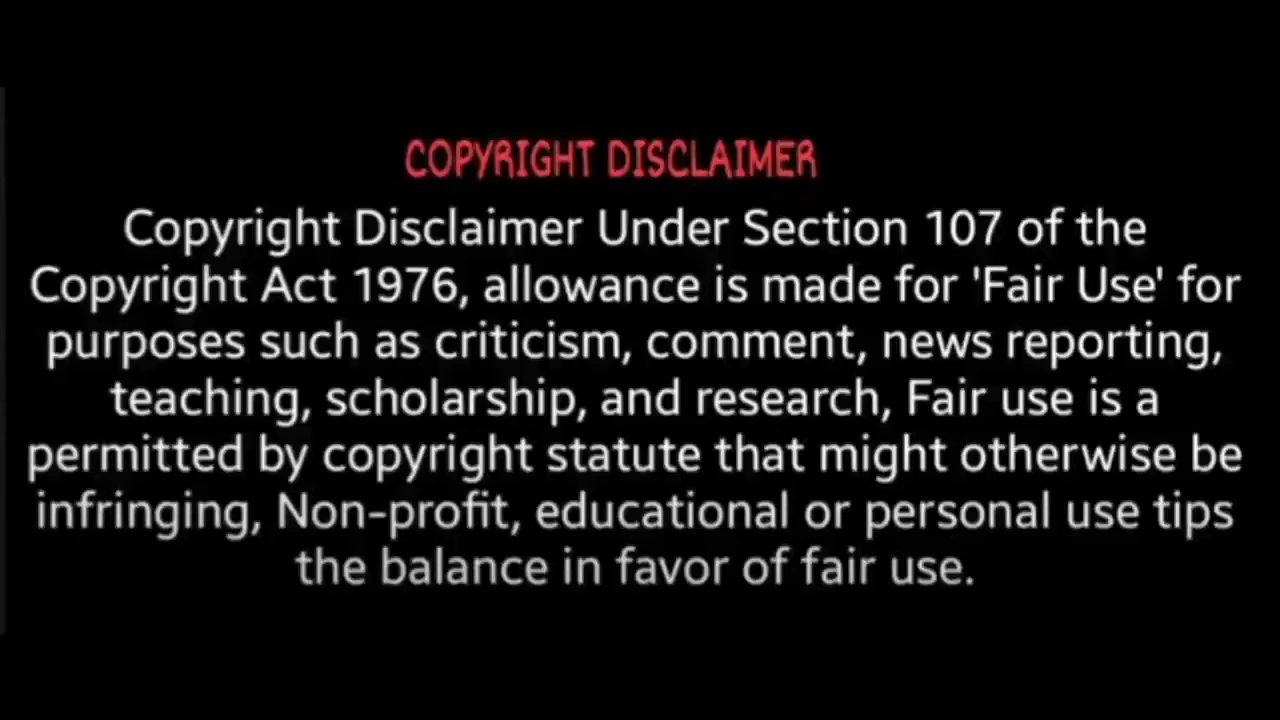 COPYRIGHT DISCLAIMER
Copyright Disclaimer Under Section 107 of the
Copyright Act 1976, allowance is made for 'Fair Use' for
purposes such as criticism, comment, news reporting,
teaching, scholarship, and research, Fair use is a
permitted by copyright statute that might otherwise be
infringing, Non-profit, educational or personal use tips
the balance in favor of fair use.